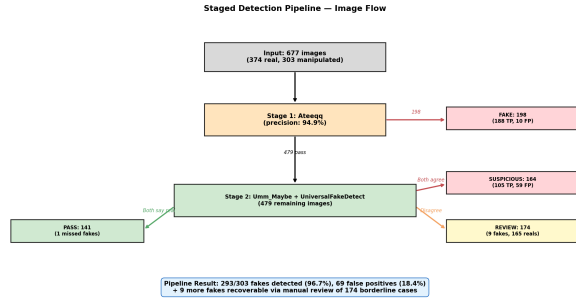 Staged Detection Pipeline — Image Flow
Input: 677 images
(374 real, 303 manipulated)
Stage 1: Ateeqq
(precision: 94.9%)
198
FAKE: 198
(188 TP, 10 FP)
479 pass
Both agree
SUSPICIOUS: 164
(105 TP, 59 FP)
Stage 2: Umm_Maybe + UniversalFakeDetect
(479 remaining images)
Both say
PASS: 141
(1 missed fakes)
REVIEW: 174
(9 fakes, 165 reals)
Pipeline Result: 293/303 fakes detected (96.7%), 69 false positives (18.4%)
+ 9 more fakes recoverable via manual review of 174 borderline cases